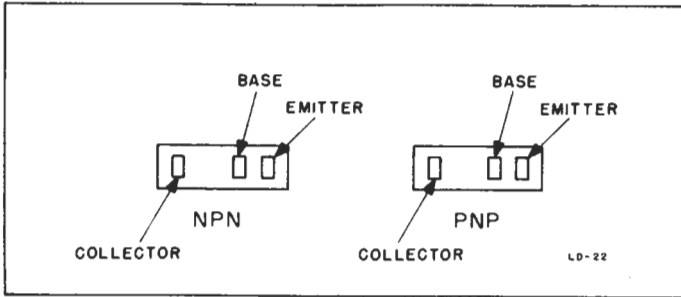 BASE
EMITTER
COLLECTOR
NPN
BASE
EMITTER
COLLECTOR
PNP
LD-22